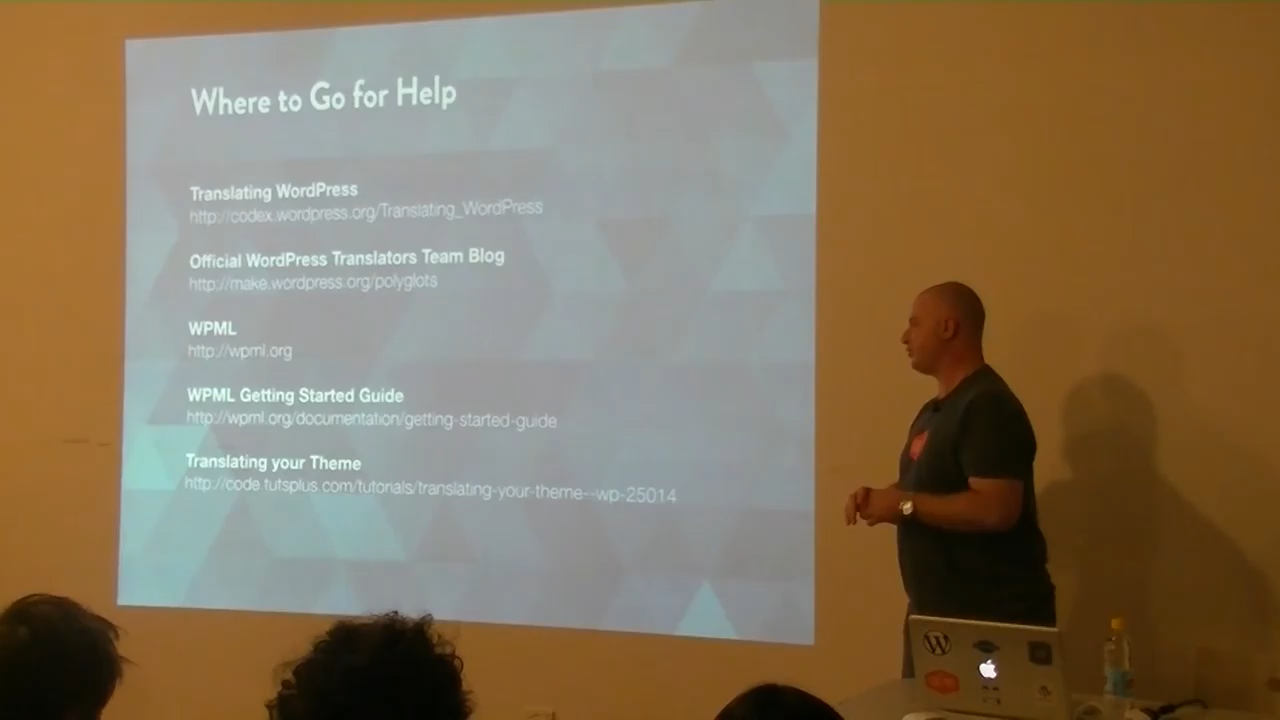 Where to Go for Help
Translating WordPress
http://codex.wordpress.org/Translating_WordPress
Official WordPress Translators Team Blog
http://make.wordpress.org/polyglots
WPML
http://wpml.org
WPML Getting Started Guide
http://wpml.org/documentation/getting-started-guide
Translating your Theme
http://code.tutsplus.com/tutorials/translating-your-theme--wp-25014